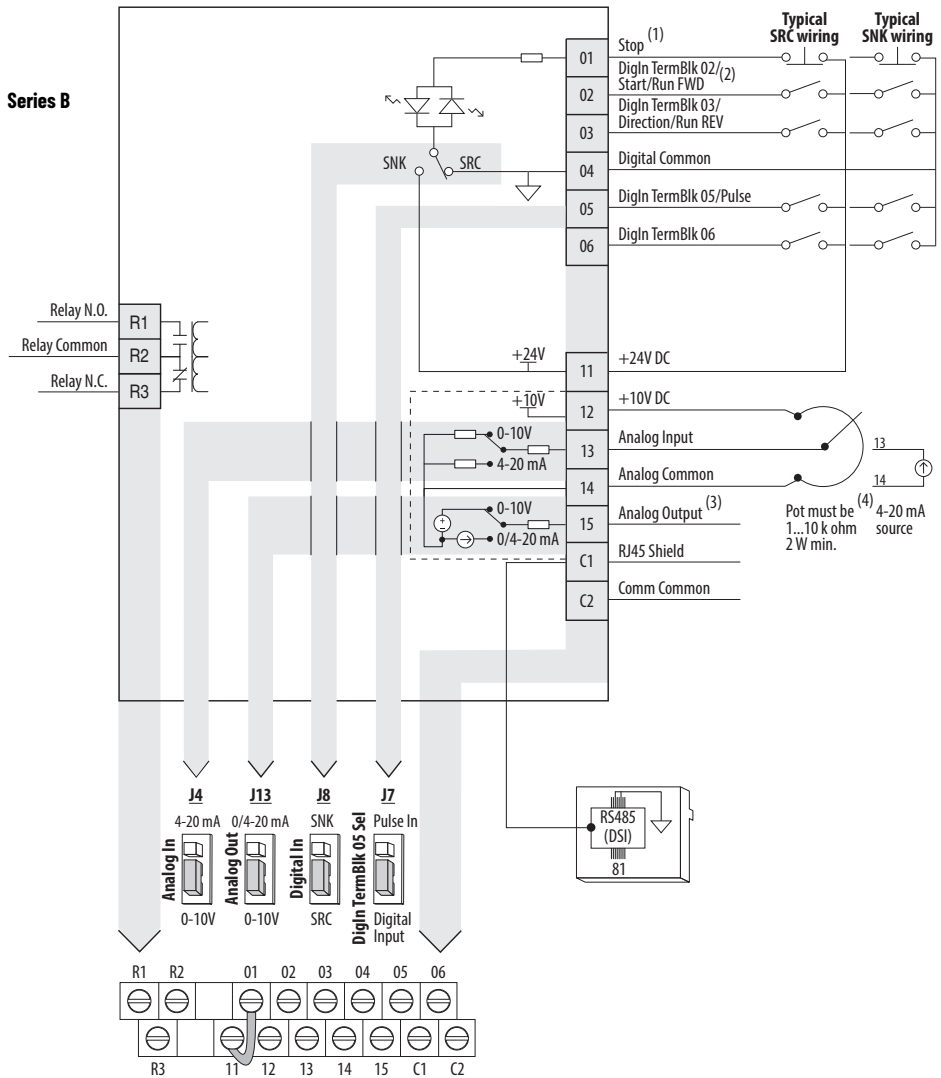 Series B
Typical
SRC wiring
Typical
SNK wiring
01
Stop (1)
02
DigIn TermBlk 02/
Start/Run FWD (2)
03
DigIn TermBlk 03/
Direction/Run REV
SNK
SRC
04
Digital Common
05
DigIn TermBlk 05/Pulse
06
DigIn TermBlk 06
Relay N.O.
R1
Relay Common
R2
Relay N.C.
R3
+24V
11
+24V DC
+10V
12
+10V DC
0-10V
4-20 mA
13
Analog Input
13
14
Analog Common
14
0-10V
0/4-20 mA
15
Analog Output (3)
Pot must be (4)
1...10 k ohm
2 W min.
4-20 mA
source
C1
RJ45 Shield
C2
Comm Common
J4
J13
J8
J7
4-20 mA
0/4-20 mA
SNK
Pulse In
Analog In
Analog Out
Digital In
DigIn TermBlk 05 Sel
0-10V
0-10V
SRC
Digital
Input
RS485
(DSI)
81
R1 R2 01 02 03 04 05 06
R3 11 12 13 14 15 C1 C2